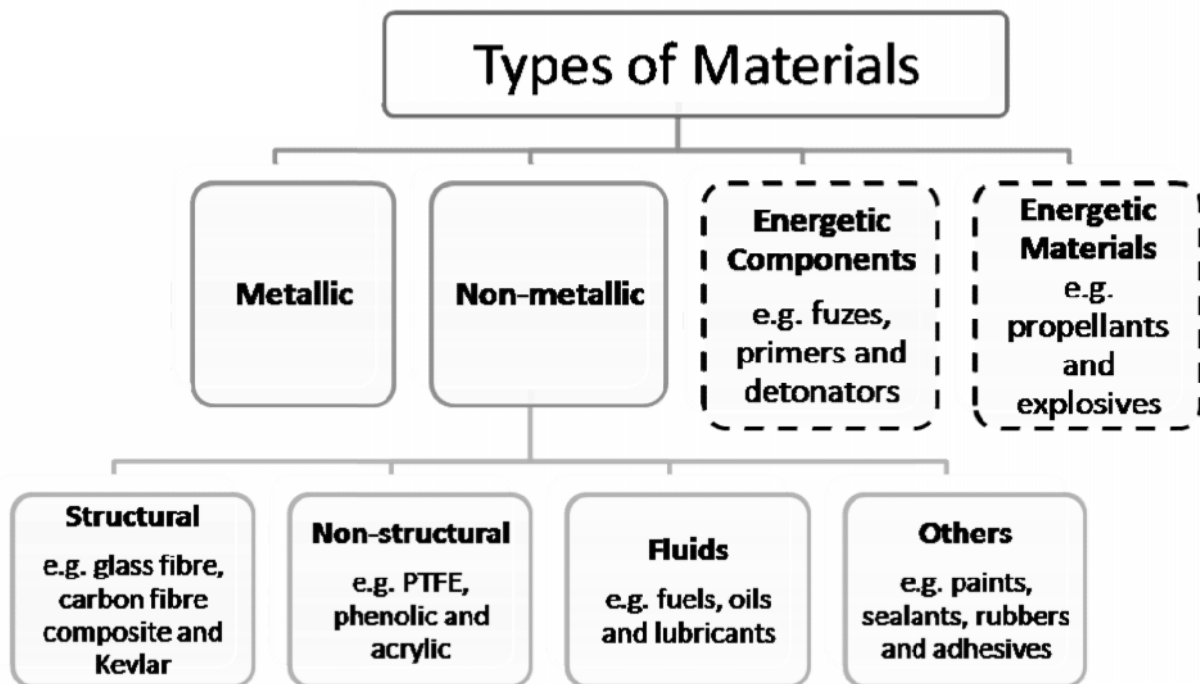 Types of Materials
Metallic
Non-metallic
Energetic
Components
e.g. fuzes,
primers and
detonators
Energetic
Materials
e.g.
propellants
and
explosives
Structural
e.g. glass fibre,
carbon fibre
composite and
Kevlar
Non-structural
e.g. PTFE,
phenolic and
acrylic
Fluids
e.g. fuels, oils
and lubricants
Others
e.g. paints,
sealants, rubbers
and adhesives